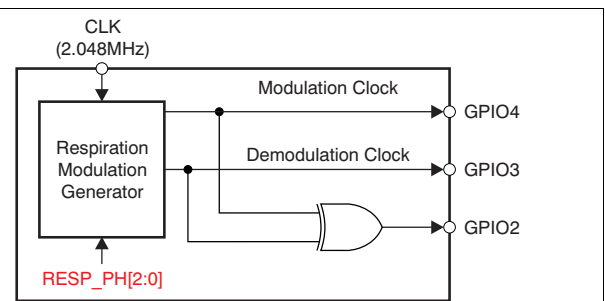 CLK
(2.048MHz)
Modulation Clock
GPIO4
Respiration
Modulation
Generator
Demodulation Clock
GPIO3
GPIO2
RESP_PH[2:0]